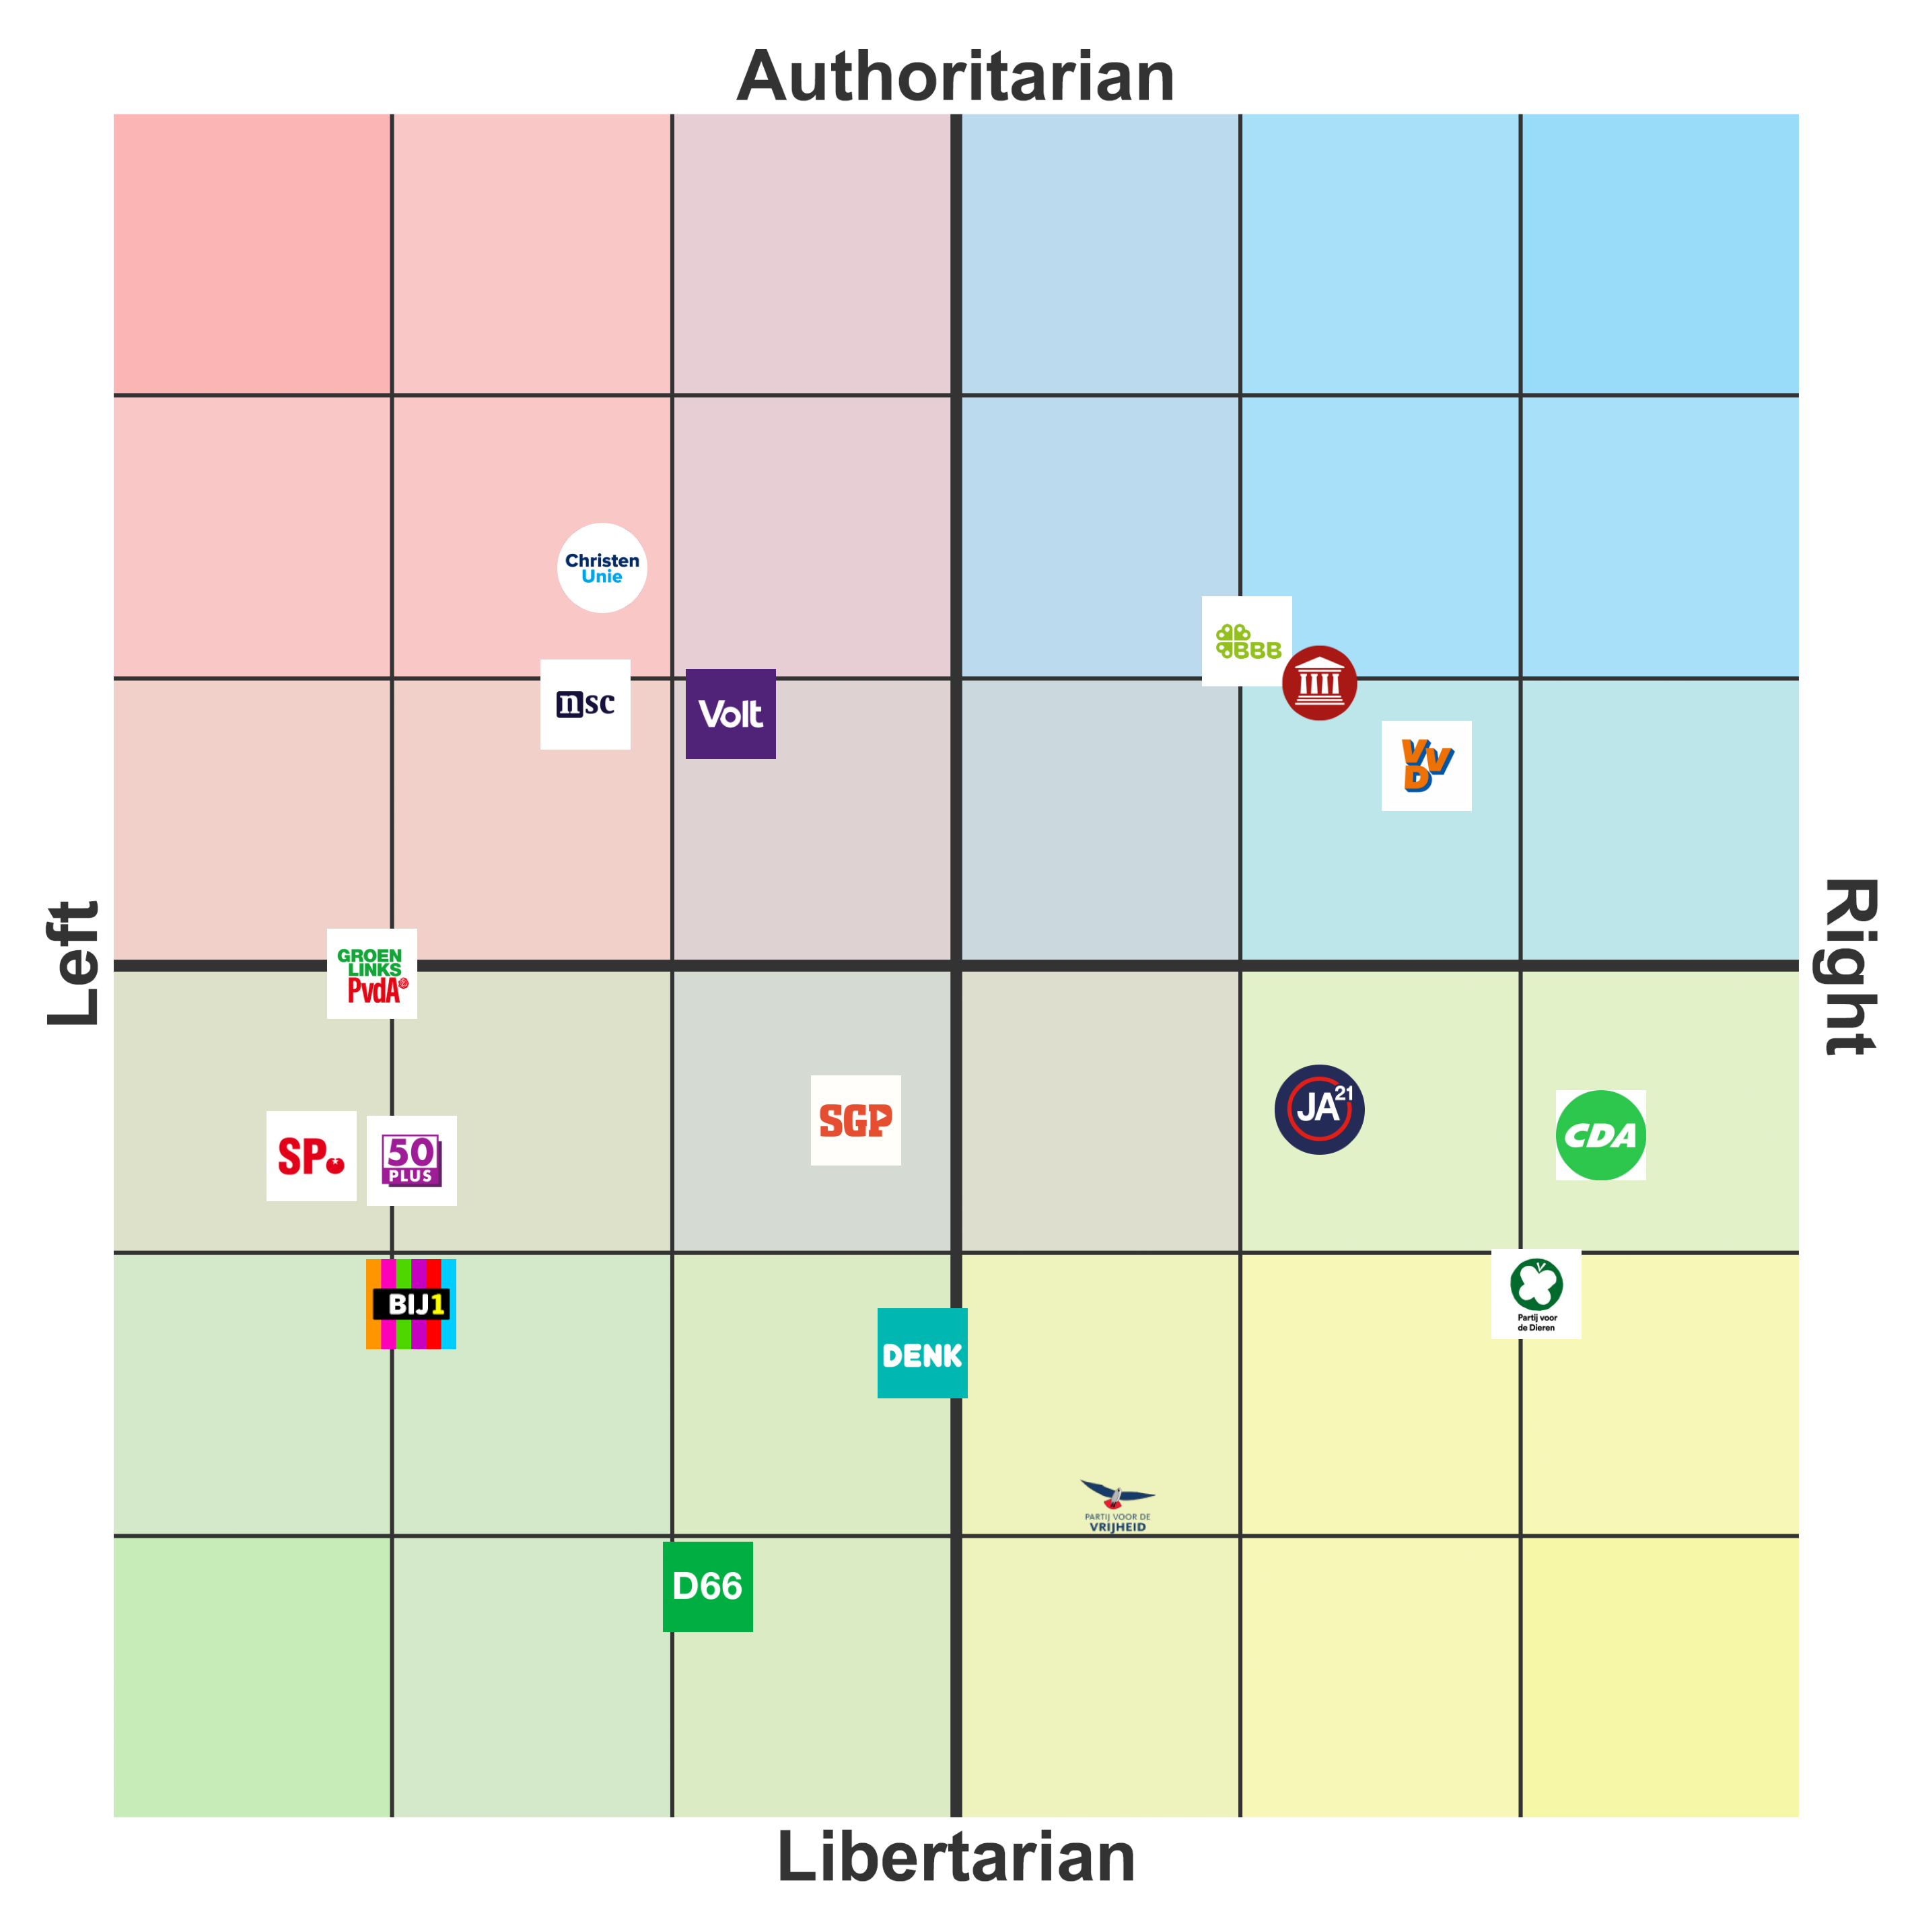 Authoritarian
Christen
Unie
BBB
nsc
Volt
VVD
Left
Right
GROEN
LINKS
PvdA
SGP
JA21
CDA
SP
50
PLUS
BIJ1
Partij voor
de Dieren
DENK
PARTIJ VOOR DE
VRIJHEID
D66
Libertarian